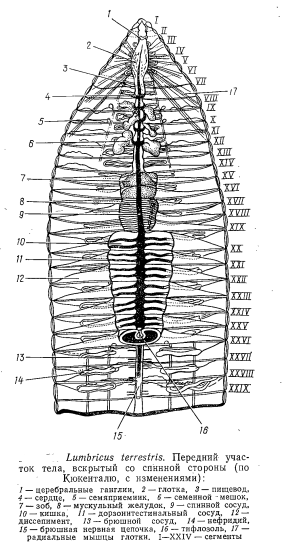 1
I
II
III
2
IV
V
VI
3
VII
4
17
VIII
IX
5
X
XI
6
XII
XIII
XIV
7
XV
XVI
8
XVII
9
XVIII
XIX
10
XX
11
XXI
12
XXII
XXIII
XXIV
XXV
XXVI
13
XXVII
14
XXVIII
XXIX
15
16
Lumbricus terrestris. Передний учас-
ток тела, вскрытый со спинной стороны (по
Кюкенталю, с изменениями):
1 — церебральные ганглии, 2 — глотка, 3 — пищевод,
4 — сердце, 5 — семяприемник, 6 — семенной мешок,
7 — зоб, 8 — мускульный желудок, 9 — спинной сосуд,
10 — кишка, 11 — дорзоинтестинальный сосуд, 12 —
диссепимент, 13 — брюшной сосуд, 14 — нефридий,
15 — брюшная нервная цепочка, 16 — тифлозоль, 17 —
радиальные мышцы глотки. I—XXIV — сегменты